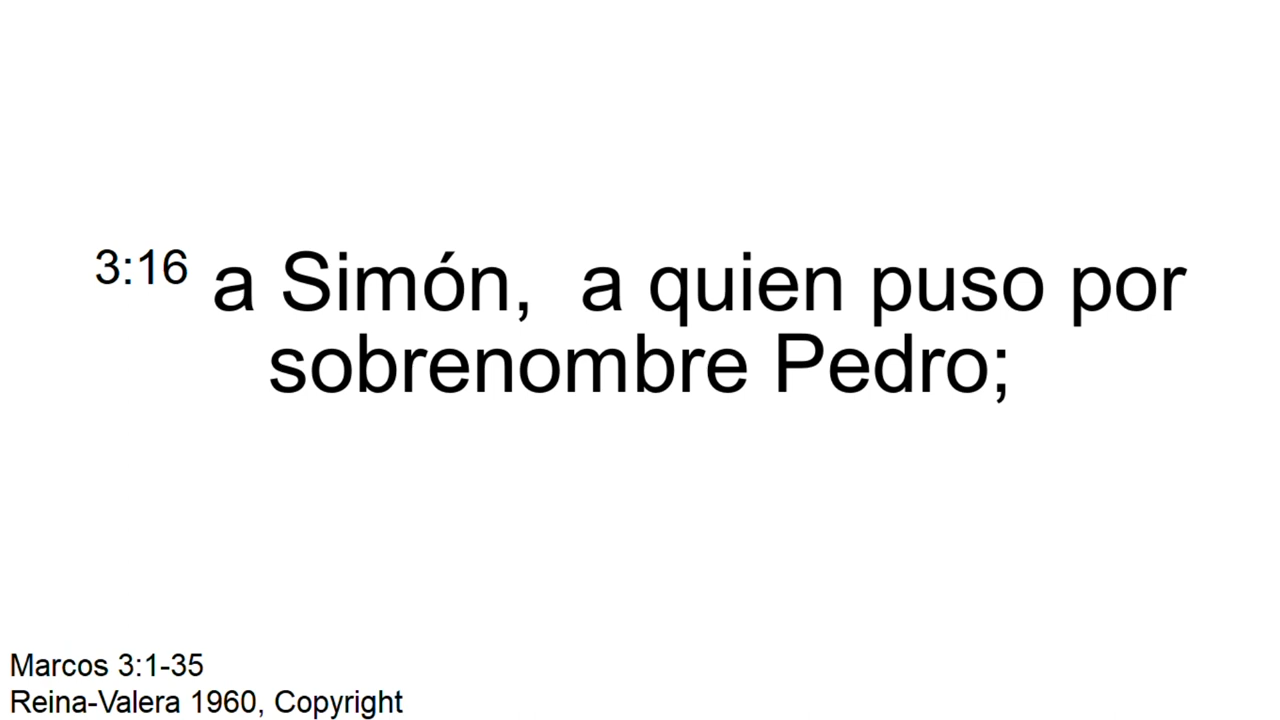 3:16 a Simón,  a quien puso por
sobrenombre Pedro;
Marcos 3:1-35
Reina-Valera 1960, Copyright